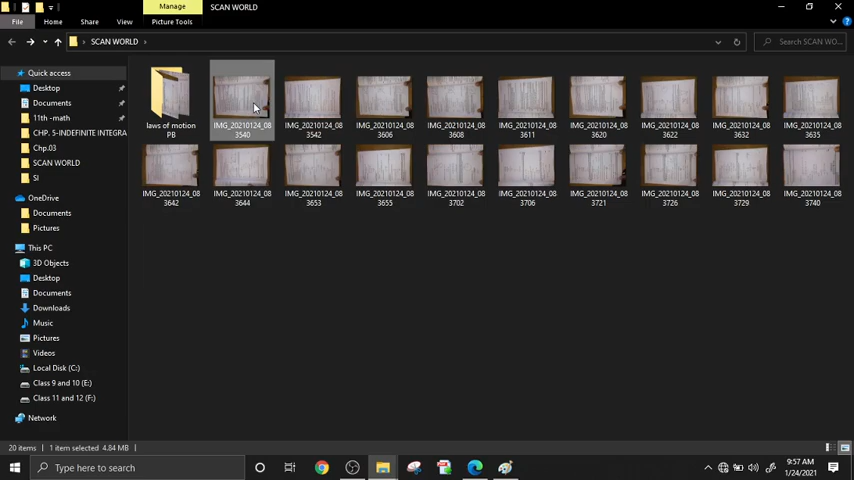 Manage
SCAN WORLD
File
Home
Share
View
Picture Tools
SCAN WORLD
Search SCAN WO...
Quick access
Desktop
Documents
11th -math
CHP. 5-INDEFINITE INTEGRA
Chp.03
SCAN WORLD
SI
OneDrive
Documents
Pictures
This PC
3D Objects
Desktop
Documents
Downloads
Music
Pictures
Videos
Local Disk (C:)
Class 9 and 10 (E:)
Class 11 and 12 (F:)
Network
laws of motion
PB
IMG_20210124_08
3540
IMG_20210124_08
3542
IMG_20210124_08
3606
IMG_20210124_08
3608
IMG_20210124_08
3611
IMG_20210124_08
3620
IMG_20210124_08
3622
IMG_20210124_08
3632
IMG_20210124_08
3635
IMG_20210124_08
3642
IMG_20210124_08
3644
IMG_20210124_08
3653
IMG_20210124_08
3655
IMG_20210124_08
3702
IMG_20210124_08
3706
IMG_20210124_08
3721
IMG_20210124_08
3726
IMG_20210124_08
3729
IMG_20210124_08
3740
20 items
1 item selected 4.84 MB
Type here to search
9:57 AM
1/24/2021